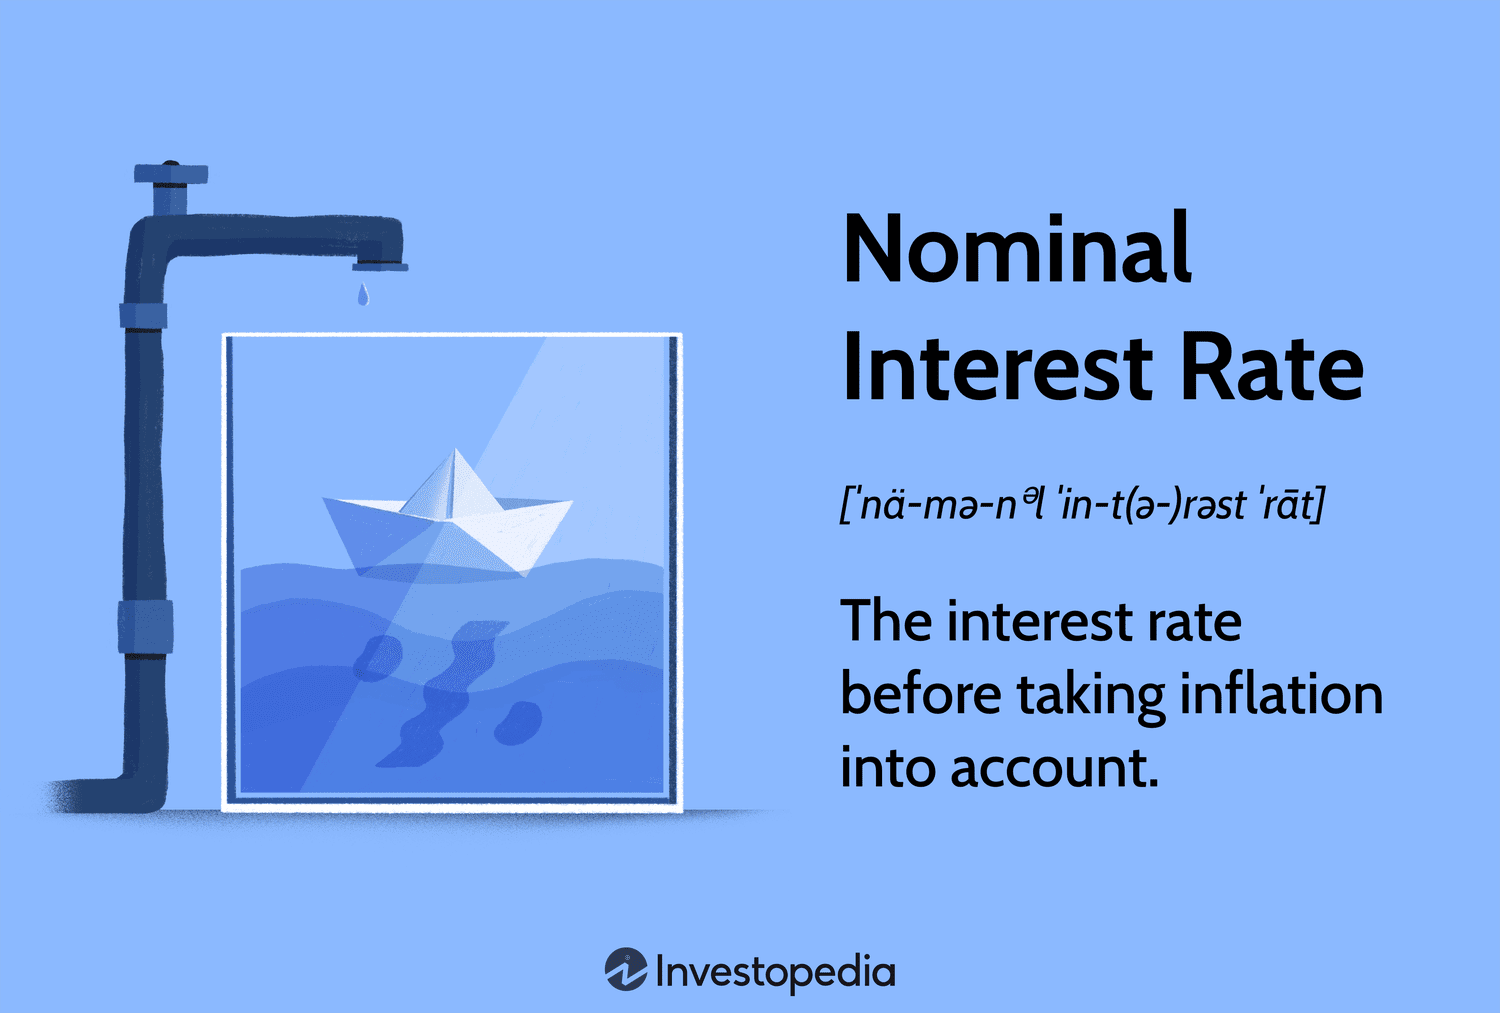 Nominal
Interest Rate
[ˈnä-mə-nᵊl ˈin-t(ə-)rəst ˈrāt]
The interest rate
before taking inflation
into account.
Investopedia